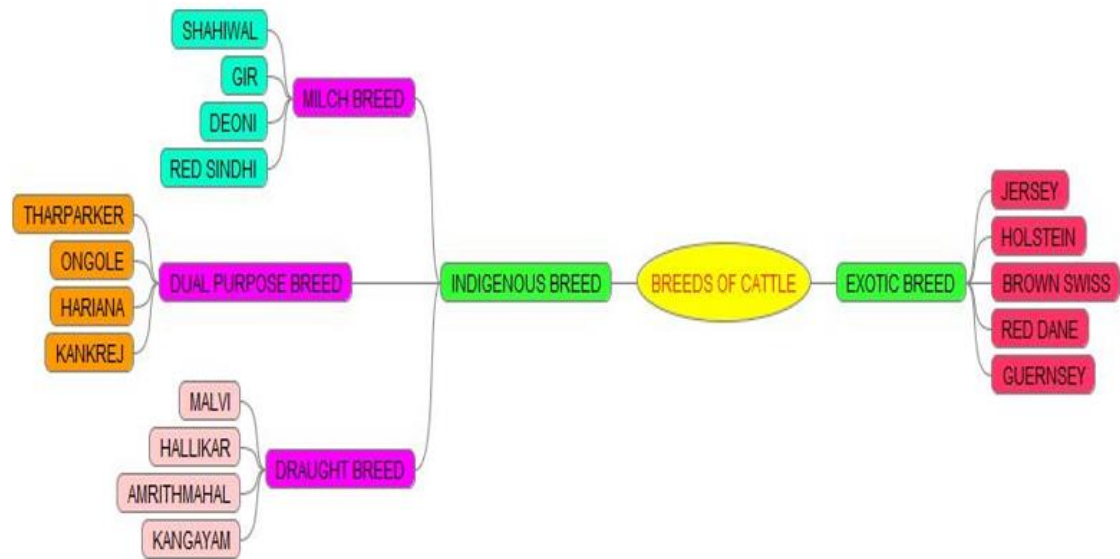 SHAHIWAL
GIR
DEONI
RED SINDHI
MILCH BREED
THARPARKER
ONGOLE
HARIANA
KANKREJ
DUAL PURPOSE BREED
MALVI
HALLIKAR
AMRITHMAHAL
KANGAYAM
DRAUGHT BREED
INDIGENOUS BREED
BREEDS OF CATTLE
EXOTIC BREED
JERSEY
HOLSTEIN
BROWN SWISS
RED DANE
GUERNSEY